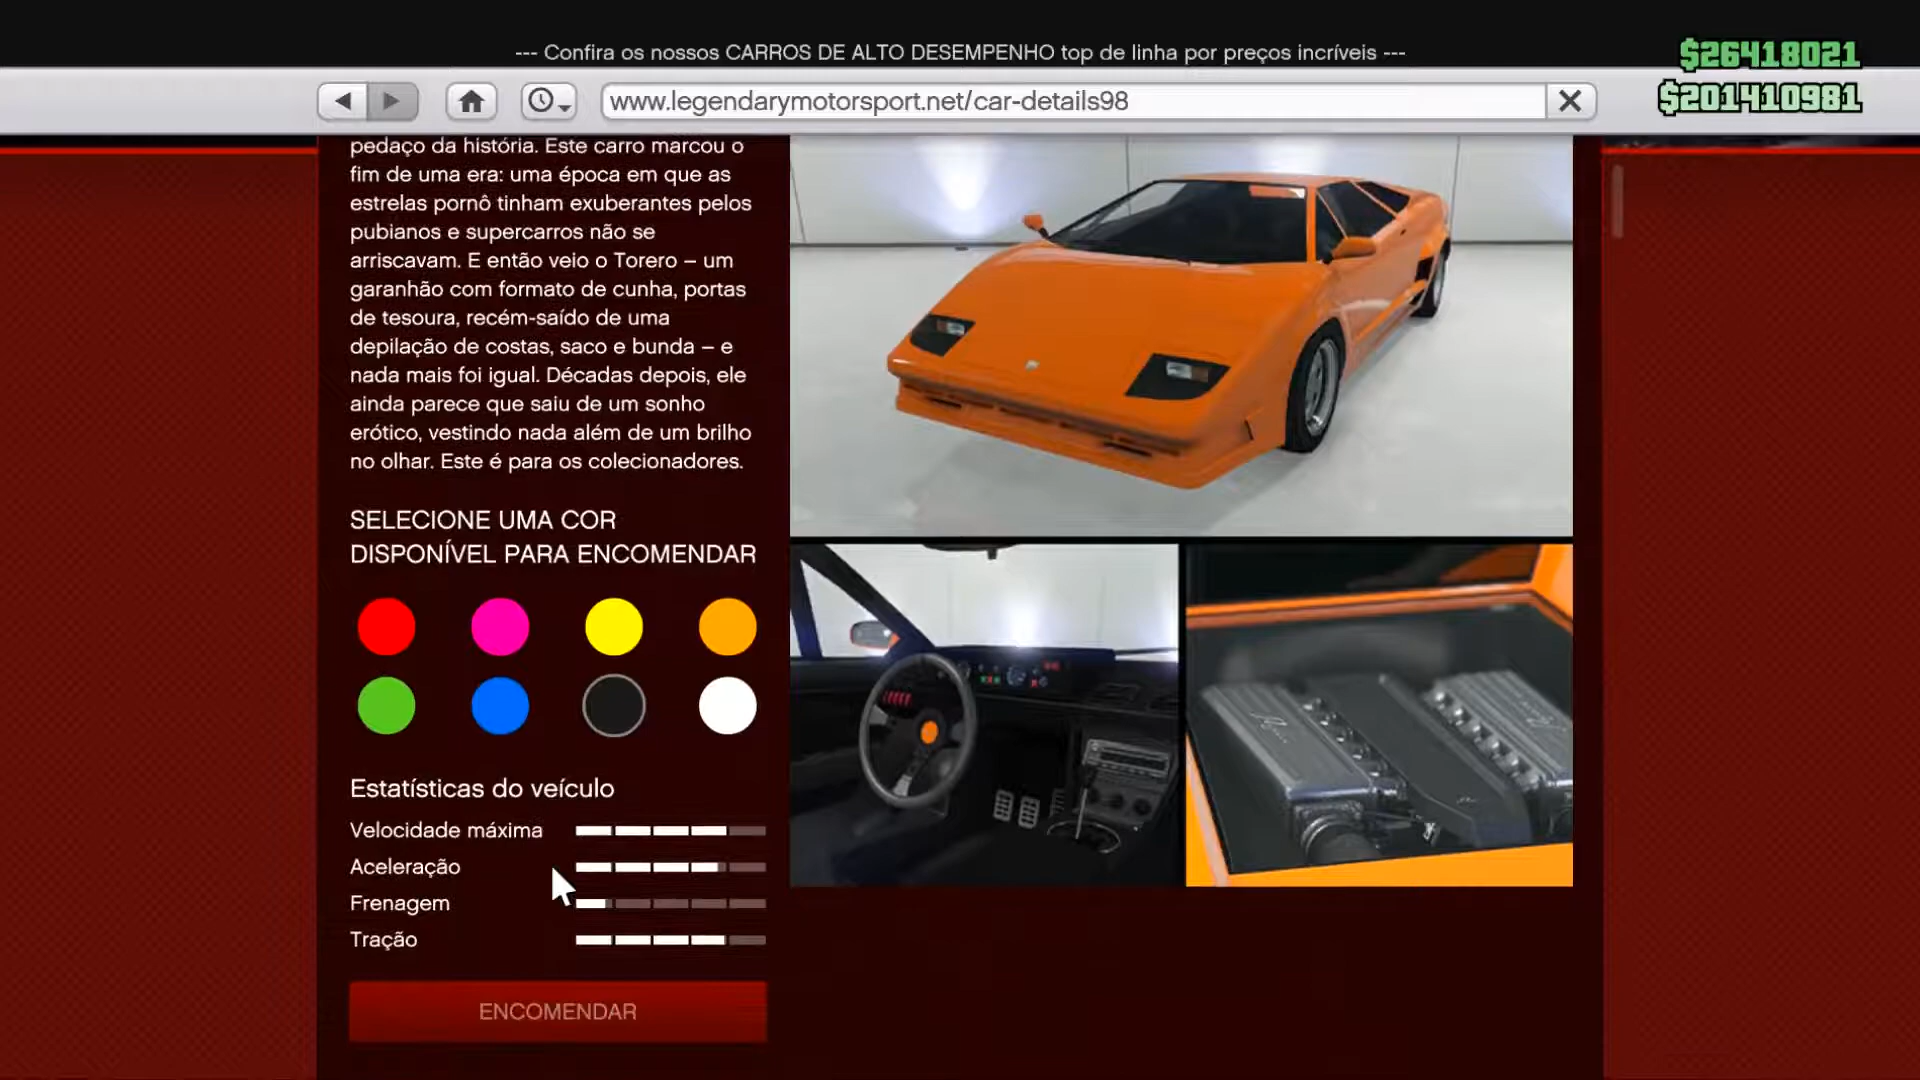 --- Confira os nossos CARROS DE ALTO DESEMPENHO top de linha por preços incríveis ---
$26418021
www.legendarymotorsport.net/car-details98
$201410981
pedaço da história. Este carro marcou o
fim de uma era: uma época em que as
estrelas pornô tinham exuberantes pelos
pubianos e supercarros não se
arriscavam. E então veio o Torero – um
garanhão com formato de cunha, portas
de tesoura, recém-saído de uma
depilação de costas, saco e bunda – e
nada mais foi igual. Décadas depois, ele
ainda parece que saiu de um sonho
erótico, vestindo nada além de um brilho
no olhar. Este é para os colecionadores.
SELECIONE UMA COR
DISPONÍVEL PARA ENCOMENDAR
Estatísticas do veículo
Velocidade máxima
Aceleração
Frenagem
Tração
ENCOMENDAR